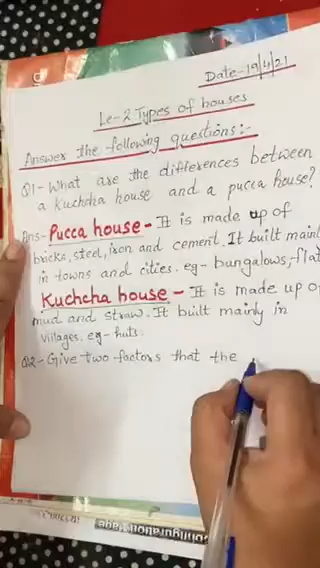 Date-19/4/21
Le-2 Types of houses
Answer the following questions:-
Q1- What are the differences between
a kuchcha house and a pucca house?
Ans- Pucca house - It is made up of
bricks, steel, iron and cement. It built mainl
in towns and cities. eg- bungalows, flat
Kuchcha house - It is made up of
mud and straw. It built mainly in
villages. eg- huts.
Q2- Give two factors that the
Configuration Page